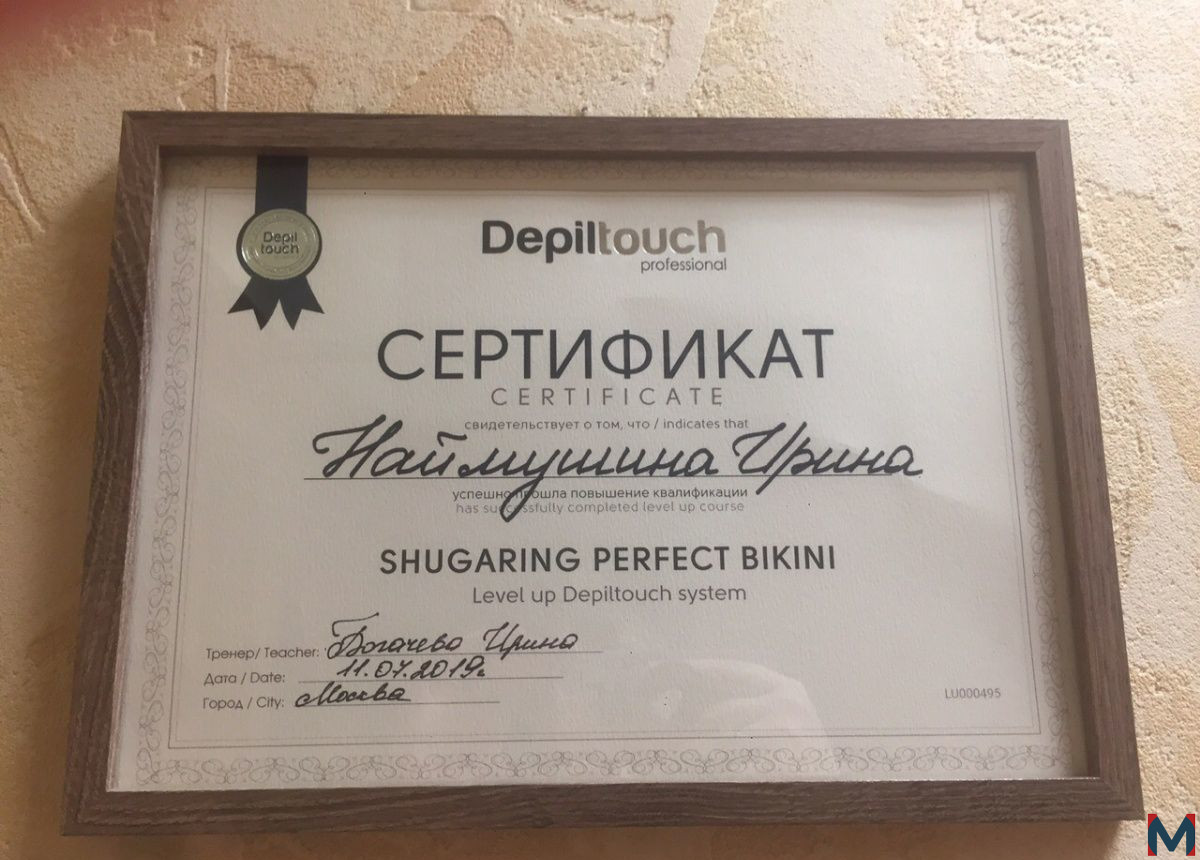 Depil
touch
Depiltouch
professional
СЕРТИФИКАТ
CERTIFICATE
свидетельствует о том, что / indicates that
Наймушина Ирина
успешно прошла повышение квалификации
has successfully completed level up course
SHUGARING PERFECT BIKINI
Level up Depiltouch system
Тренер/ Teacher: Богачева Ирина
Дата / Date: 11.07.2019г.
Город / City: Москва
LU000495
M